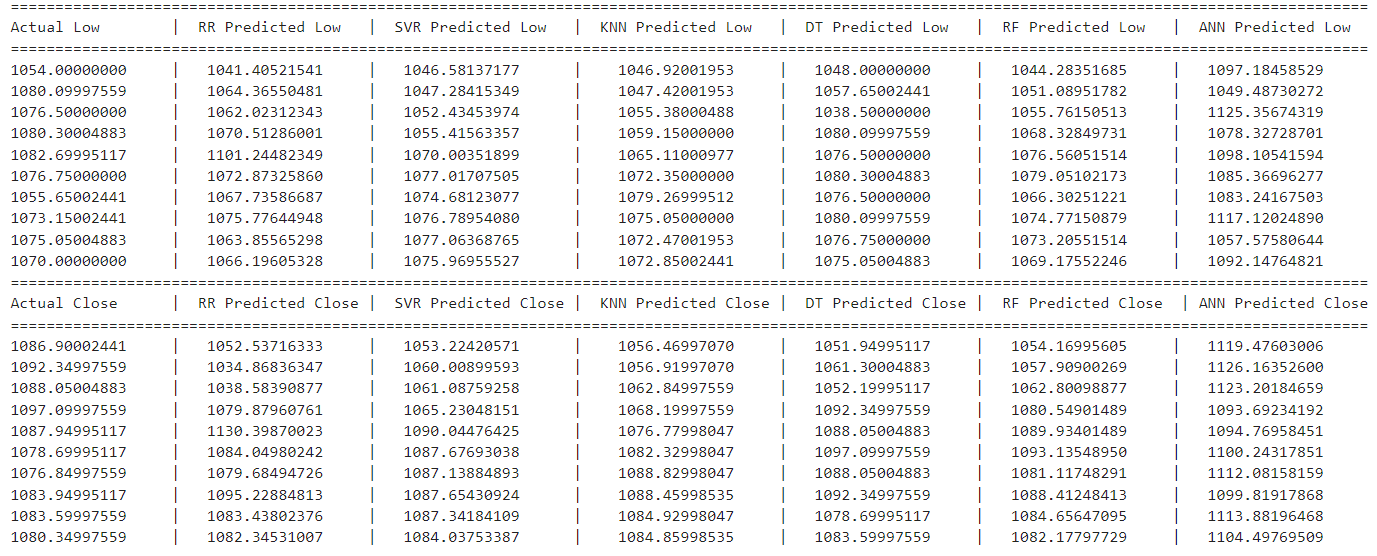 ========================================================================================================================================================
Actual Low | RR Predicted Low | SVR Predicted Low | KNN Predicted Low | DT Predicted Low | RF Predicted Low | ANN Predicted Low
========================================================================================================================================================
1054.00000000 | 1041.40521541 | 1046.58137177 | 1046.92001953 | 1048.00000000 | 1044.28351685 | 1097.18458529
1080.09997559 | 1064.36550481 | 1047.28415349 | 1047.42001953 | 1057.65002441 | 1051.08951782 | 1049.48730272
1076.50000000 | 1062.02312343 | 1052.43453974 | 1055.38000488 | 1038.50000000 | 1055.76150513 | 1125.35674319
1080.30004883 | 1070.51286001 | 1055.41563357 | 1059.15000000 | 1080.09997559 | 1068.32849731 | 1078.32728701
1082.69995117 | 1101.24482349 | 1070.00351899 | 1065.11000977 | 1076.50000000 | 1076.56051514 | 1098.10541594
1076.75000000 | 1072.87325860 | 1077.01707505 | 1072.35000000 | 1080.30004883 | 1079.05102173 | 1085.36696277
1055.65002441 | 1067.73586687 | 1074.68123077 | 1079.26999512 | 1076.50000000 | 1066.30251221 | 1083.24167503
1073.15002441 | 1075.77644948 | 1076.78954080 | 1075.05000000 | 1080.09997559 | 1074.77150879 | 1117.12024890
1075.05004883 | 1063.85565298 | 1077.06368765 | 1072.47001953 | 1076.75000000 | 1073.20551514 | 1057.57580644
1070.00000000 | 1066.19605328 | 1075.96955527 | 1072.85002441 | 1075.05004883 | 1069.17552246 | 1092.14764821
========================================================================================================================================================
Actual Close | RR Predicted Close | SVR Predicted Close | KNN Predicted Close | DT Predicted Close | RF Predicted Close | ANN Predicted Close
========================================================================================================================================================
1086.90002441 | 1052.53716333 | 1053.22420571 | 1056.46997070 | 1051.94995117 | 1054.16995605 | 1119.47603006
1092.34997559 | 1034.86836347 | 1060.00899593 | 1056.91997070 | 1061.30004883 | 1057.90900269 | 1126.16352600
1088.05004883 | 1038.58390877 | 1061.08759258 | 1062.84997559 | 1052.19995117 | 1062.80098877 | 1123.20184659
1097.09997559 | 1079.87960761 | 1065.23048151 | 1068.19997559 | 1092.34997559 | 1080.54901489 | 1093.69234192
1087.94995117 | 1130.39870023 | 1090.04476425 | 1076.77998047 | 1088.05004883 | 1089.93401489 | 1094.76958451
1078.69995117 | 1084.04980242 | 1087.67693038 | 1082.32998047 | 1097.09997559 | 1093.13548950 | 1100.24317851
1076.84997559 | 1079.68494726 | 1087.13884893 | 1088.82998047 | 1088.05004883 | 1081.11748291 | 1112.08158159
1083.94995117 | 1095.22884813 | 1087.65430924 | 1088.45998535 | 1092.34997559 | 1088.41248413 | 1099.81917868
1083.59997559 | 1083.43802376 | 1087.34184109 | 1084.92998047 | 1078.69995117 | 1084.65647095 | 1113.88196468
1080.34997559 | 1082.34531007 | 1084.03753387 | 1084.85998535 | 1083.59997559 | 1082.17797729 | 1104.49769509